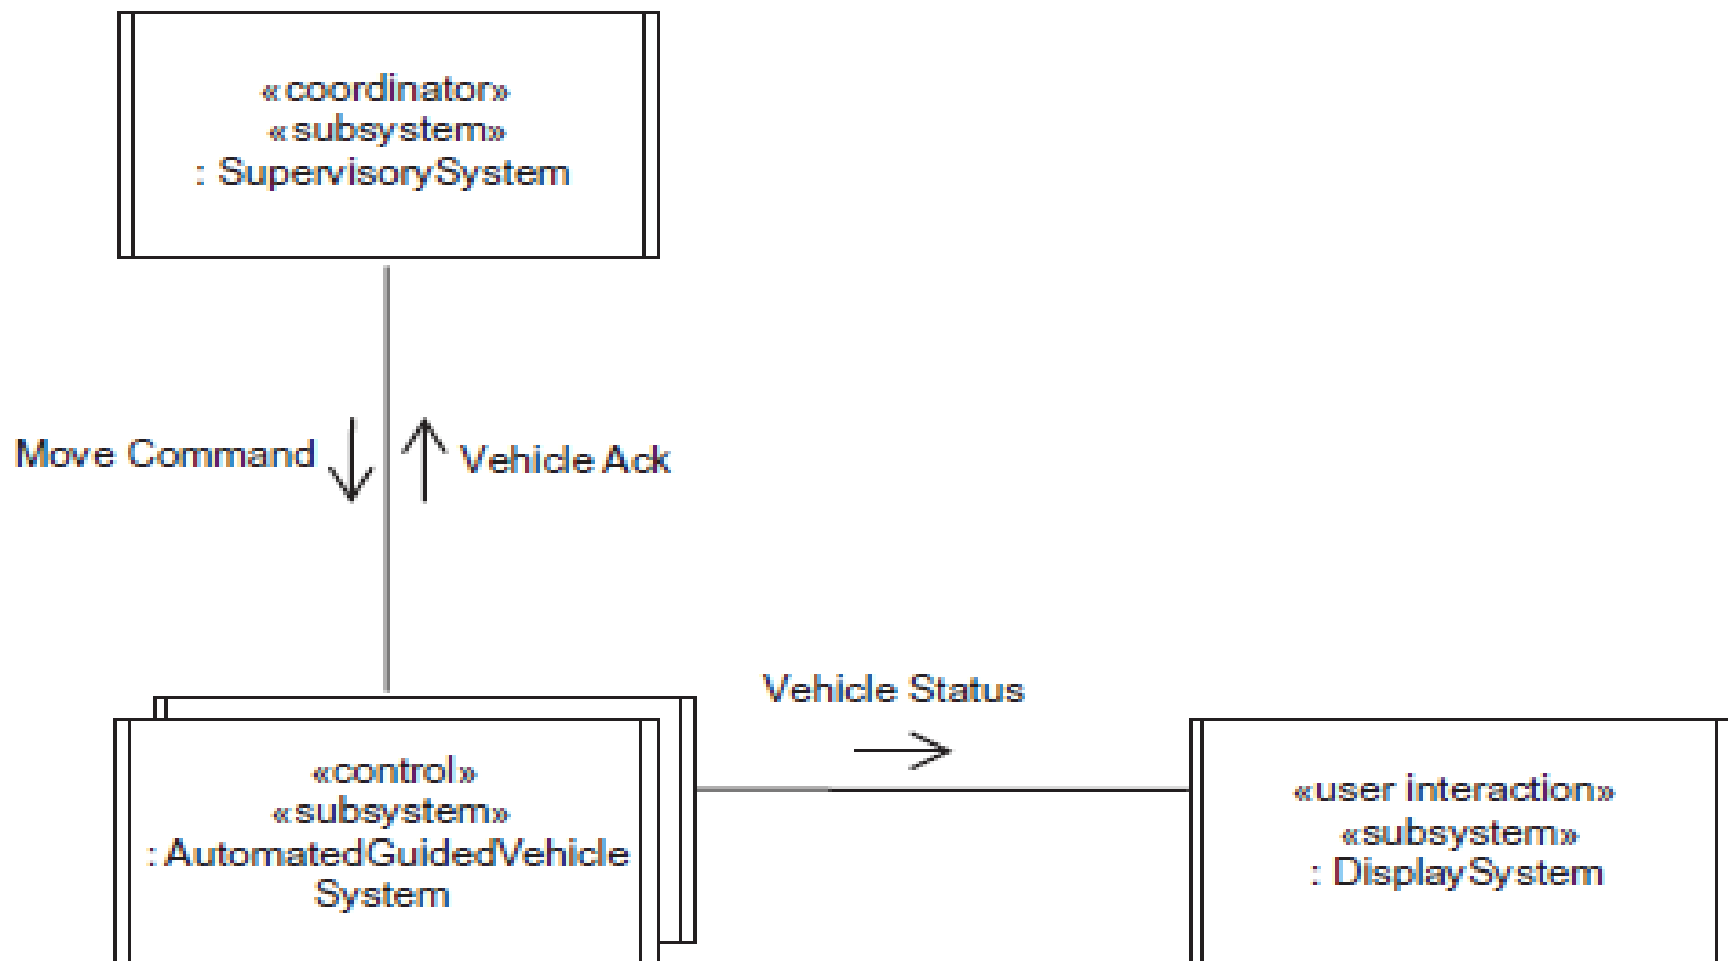 «coordinator»
«subsystem»
: SupervisorySystem
Move Command
Vehicle Ack
Vehicle Status
«control»
«subsystem»
: AutomatedGuidedVehicle
System
«user interaction»
«subsystem»
: DisplaySystem